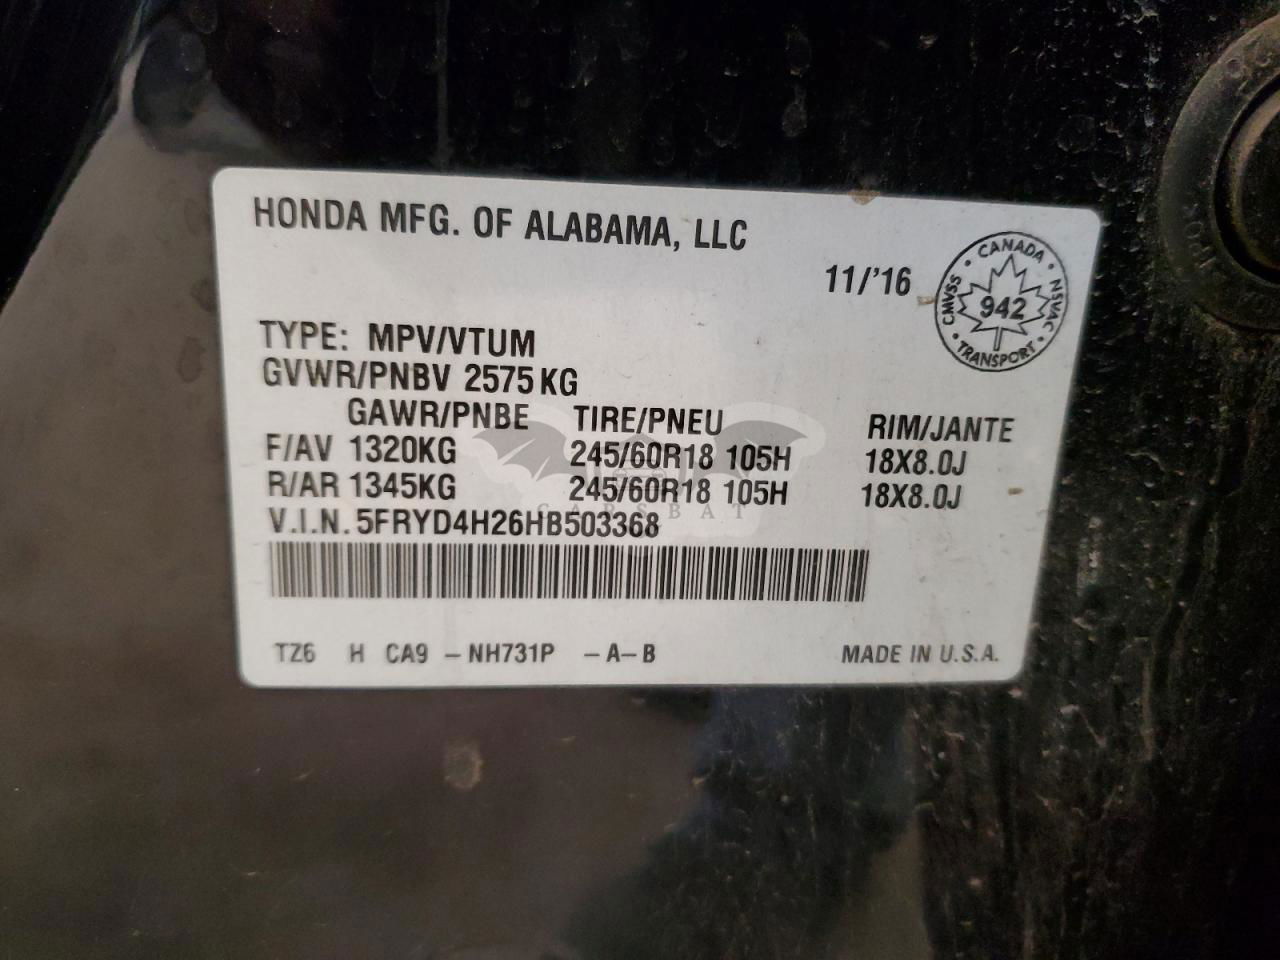 HONDA MFG. OF ALABAMA, LLC
11/'16
CANADA
CMVSS
942
NSVAC
TRANSPORT
TYPE: MPV/VTUM
GVWR/PNBV 2575KG
GAWR/PNBE TIRE/PNEU RIM/JANTE
F/AV 1320KG 245/60R18 105H 18X8.0J
R/AR 1345KG 245/60R18 105H 18X8.0J
CARSBAT
V.I.N. 5FRYD4H26HB503368
TZ6 H CA9 -NH731P -A-B MADE IN U.S.A.